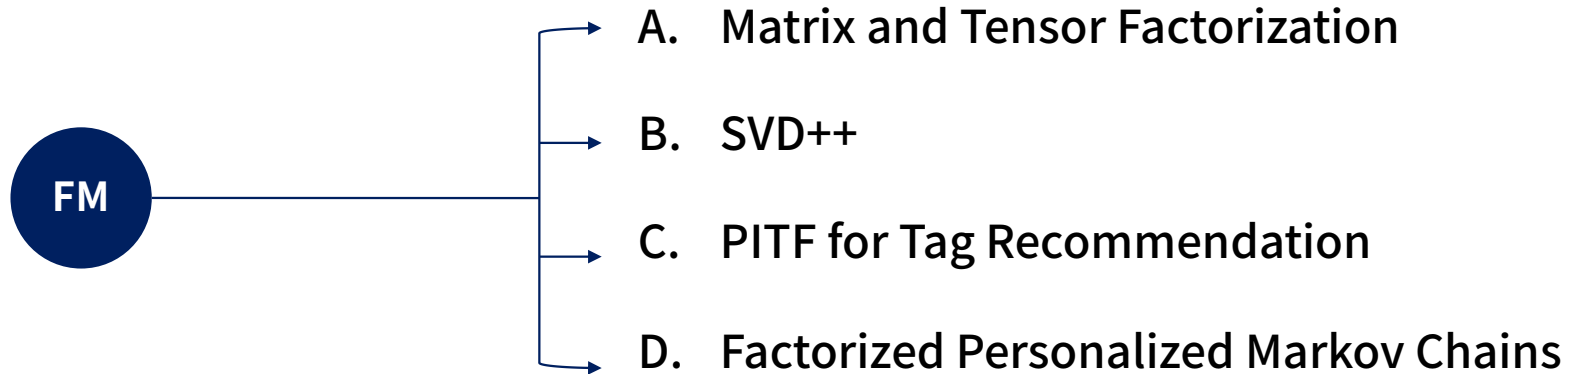 FM
A. Matrix and Tensor Factorization
B. SVD++
C. PITF for Tag Recommendation
D. Factorized Personalized Markov Chains